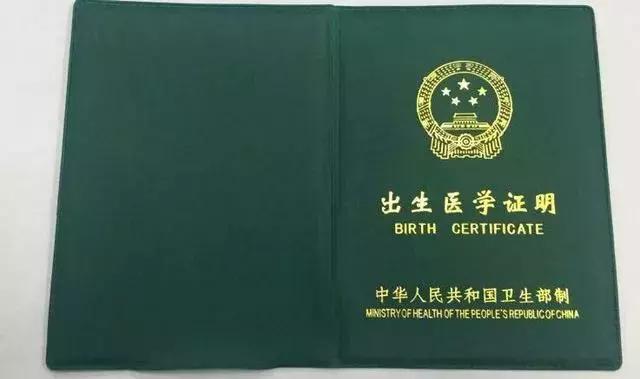 出生医学证明
BIRTH CERTIFICATE
中华人民共和国卫生部制
MINISTRY OF HEALTH OF THE PEOPLE'S REPUBLIC OF CHINA